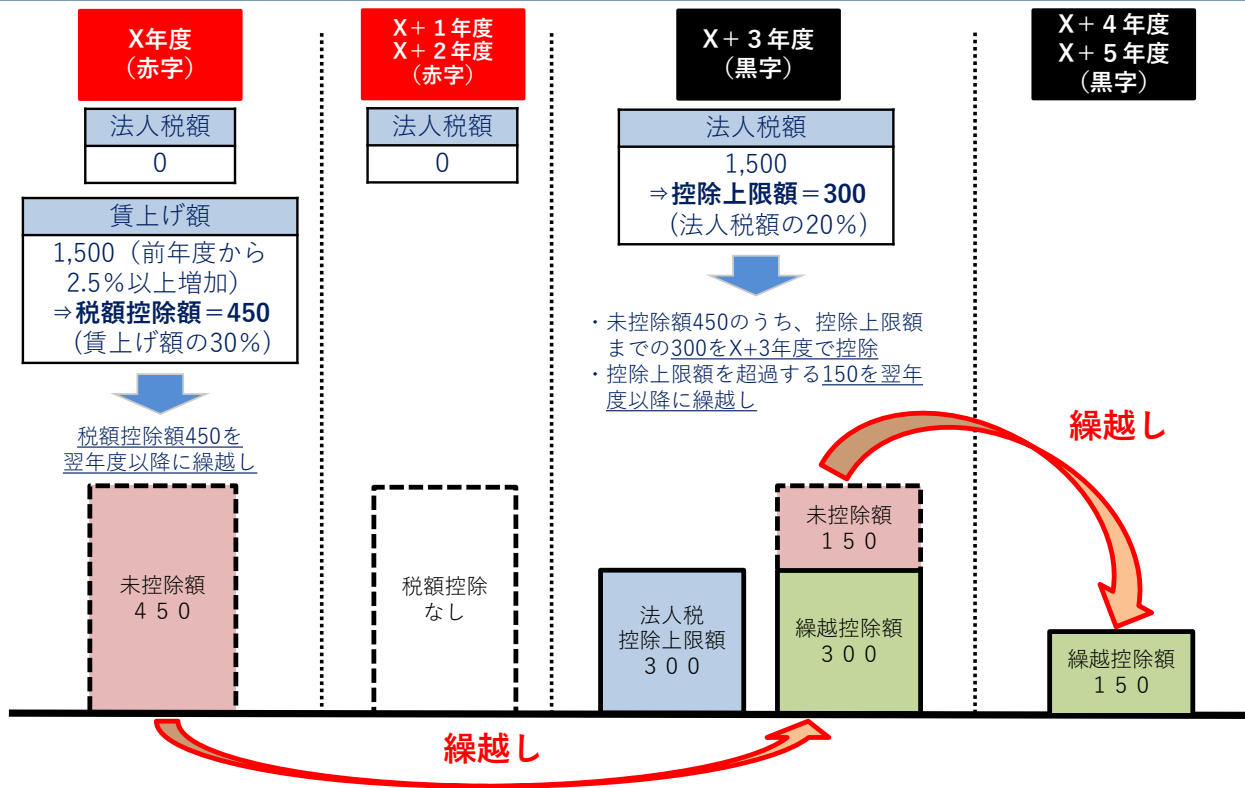 X年度
（赤字）
法人税額
0
賃上げ額
1,500（前年度から
2.5%以上増加）
⇒税額控除額＝450
（賃上げ額の30%）
税額控除額450を
翌年度以降に繰越し
未控除額
４５０
X＋１年度
X＋２年度
（赤字）
法人税額
0
税額控除
なし
X＋３年度
（黒字）
法人税額
1,500
⇒控除上限額＝300
（法人税額の20%）
・未控除額450のうち、控除上限額
までの300をX+3年度で控除
・控除上限額を超過する150を翌年
度以降に繰越し
法人税
控除上限額
３００
未控除額
１５０
繰越控除額
３００
X＋４年度
X＋５年度
（黒字）
繰越し
繰越控除額
１５０
繰越し